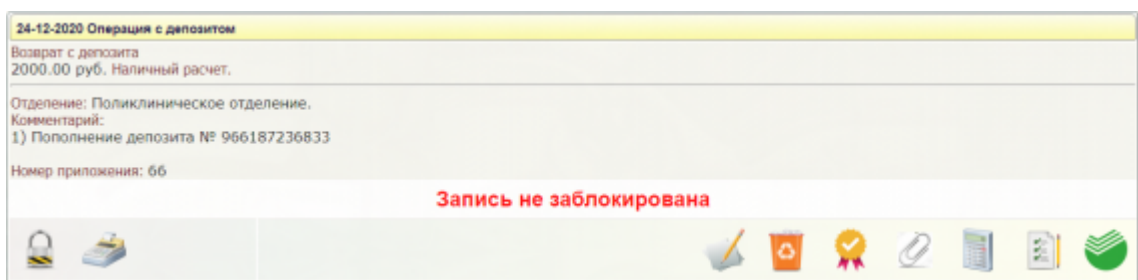 24-12-2020 Операция с депозитом
Возврат с депозита
2000.00 руб. Наличный расчет.
Отделение: Поликлиническое отделение.
Комментарий:
1) Пополнение депозита № 966187236833
Номер приложения: 66
Запись не заблокирована